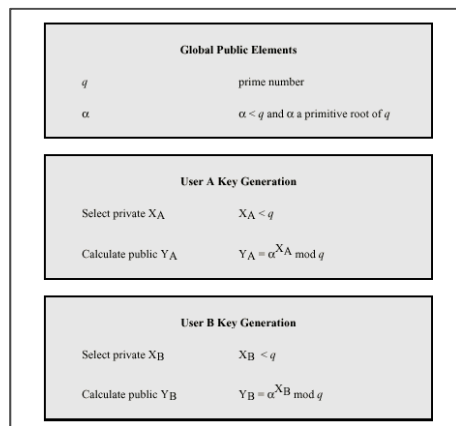 Global Public Elements
q prime number
α α < q and α a primitive root of q
User A Key Generation
Select private XA XA < q
Calculate public YA YA = α^XA mod q
User B Key Generation
Select private XB XB < q
Calculate public YB YB = α^XB mod q